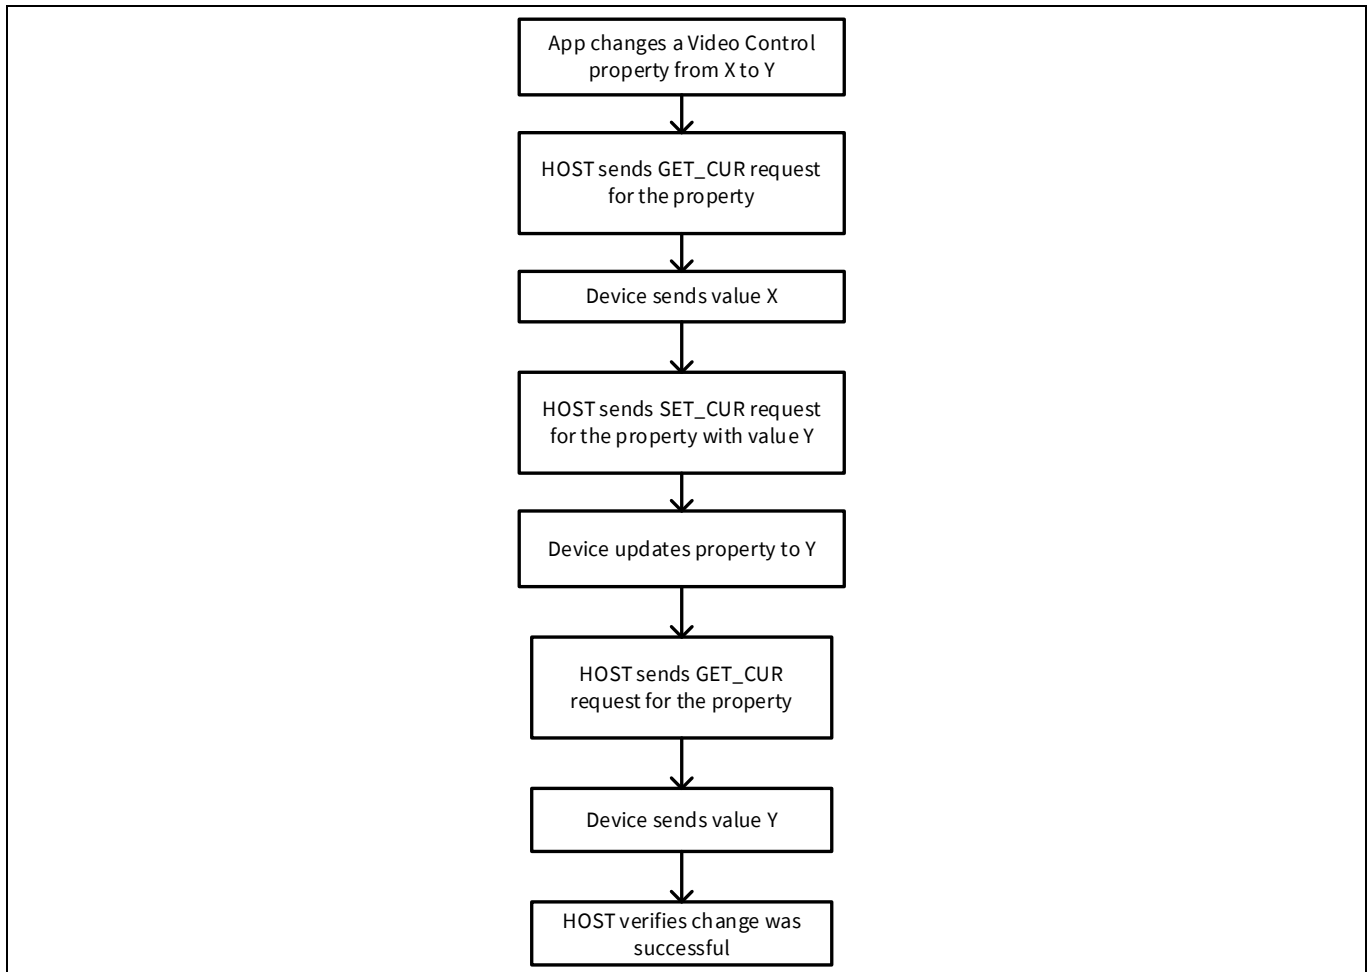 App changes a Video Control
property from X to Y
HOST sends GET_CUR request
for the property
Device sends value X
HOST sends SET_CUR request
for the property with value Y
Device updates property to Y
HOST sends GET_CUR
request for the property
Device sends value Y
HOST verifies change was
successful